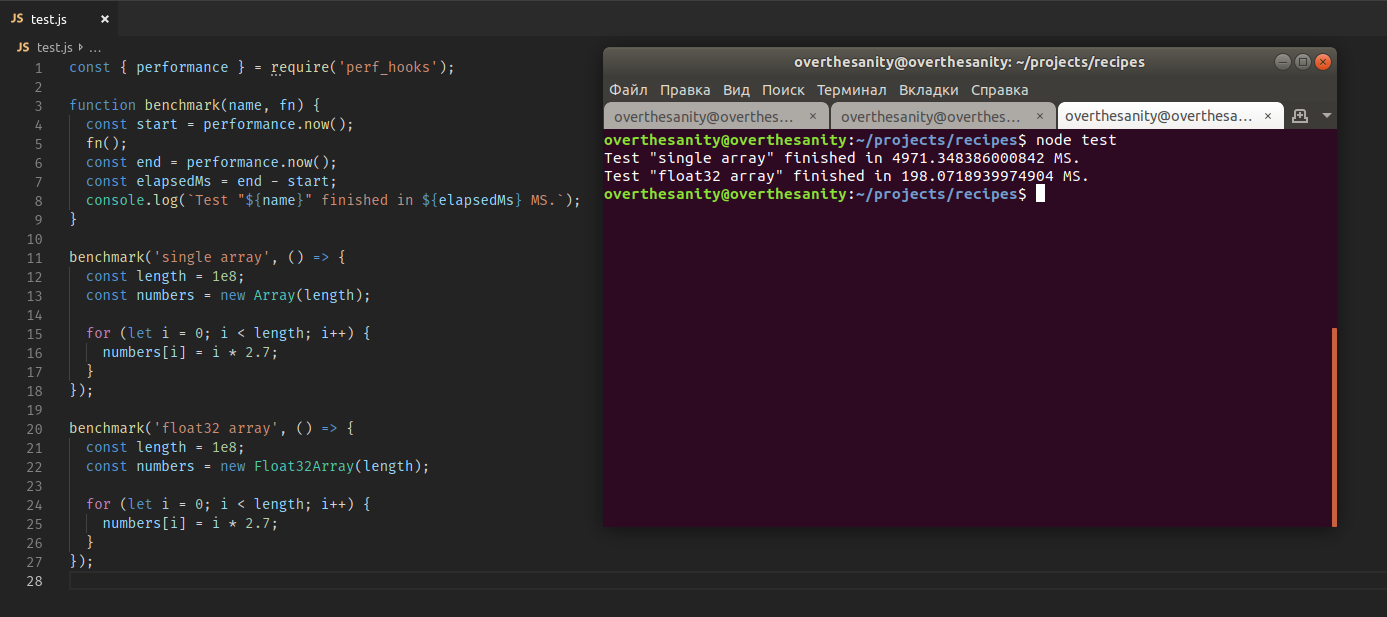 JS test.js ×
JS test.js ▸ ...
1 const { performance } = require('perf_hooks');
2
3 function benchmark(name, fn) {
4   const start = performance.now();
5   fn();
6   const end = performance.now();
7   const elapsedMs = end - start;
8   console.log(`Test "${name}" finished in ${elapsedMs} MS.`);
9 }
10
11 benchmark('single array', () => {
12   const length = 1e8;
13   const numbers = new Array(length);
14
15   for (let i = 0; i < length; i++) {
16     numbers[i] = i * 2.7;
17   }
18 });
19
20 benchmark('float32 array', () => {
21   const length = 1e8;
22   const numbers = new Float32Array(length);
23
24   for (let i = 0; i < length; i++) {
25     numbers[i] = i * 2.7;
26   }
27 });
28
overthesanity@overthesanity: ~/projects/recipes
Файл Правка Вид Поиск Терминал Вкладки Справка
overthesanity@overthes... × overthesanity@overthes... × overthesanity@overthesa... ×
overthesanity@overthesanity:~/projects/recipes$ node test
Test "single array" finished in 4971.348386000842 MS.
Test "float32 array" finished in 198.0718939974904 MS.
overthesanity@overthesanity:~/projects/recipes$